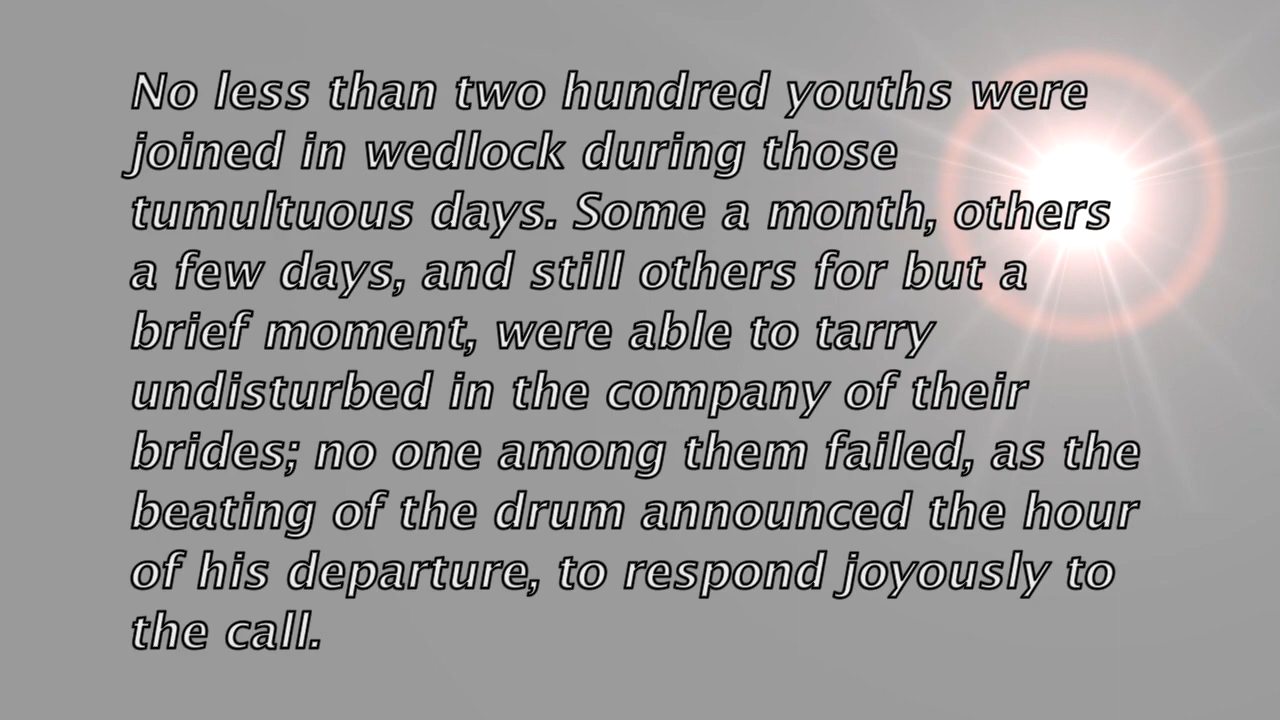 No less than two hundred youths were
joined in wedlock during those
tumultuous days. Some a month, others
a few days, and still others for but a
brief moment, were able to tarry
undisturbed in the company of their
brides; no one among them failed, as the
beating of the drum announced the hour
of his departure, to respond joyously to
the call.